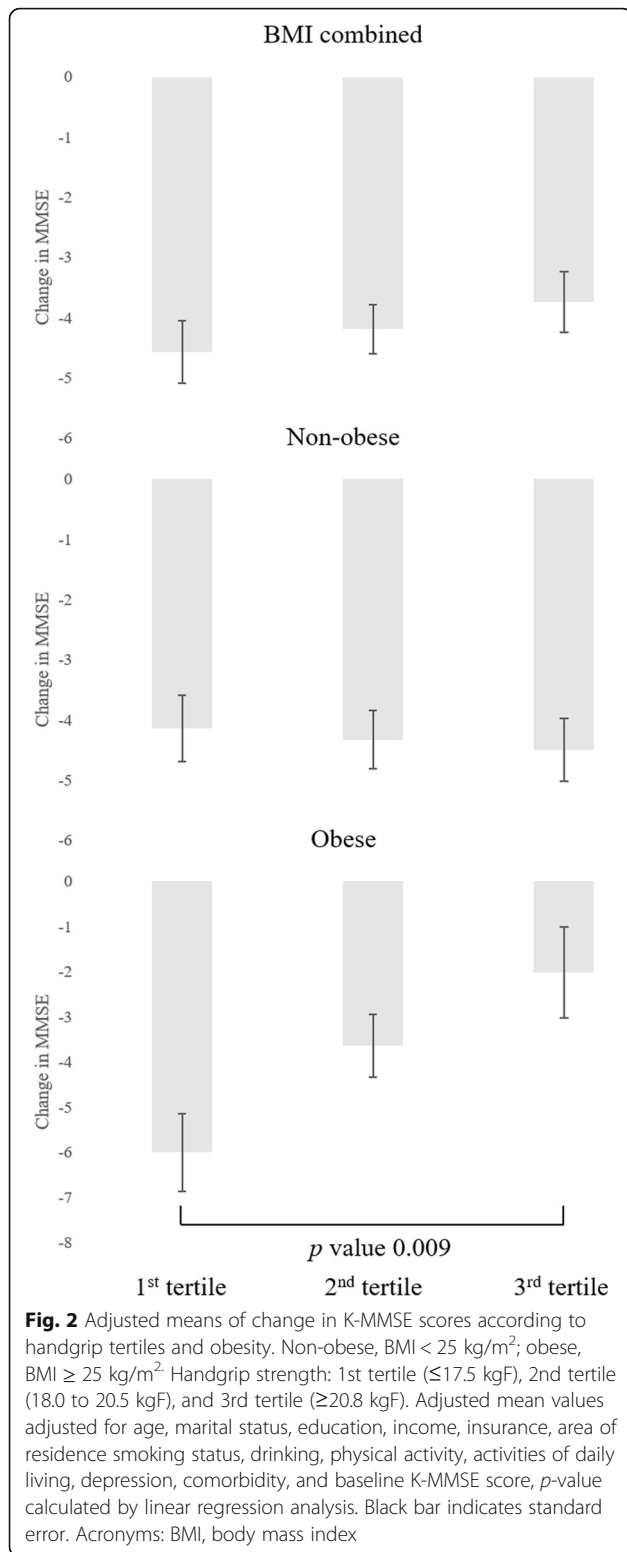 BMI combined
0
-1
-2
-3
-4
-5
-6
Change in MMSE
Non-obese
0
-1
-2
-3
-4
-5
-6
Change in MMSE
Obese
0
-1
-2
-3
-4
-5
-6
-7
-8
Change in MMSE
p value 0.009
1st tertile 2nd tertile 3rd tertile
Fig. 2 Adjusted means of change in K-MMSE scores according to
handgrip tertiles and obesity. Non-obese, BMI < 25 kg/m2; obese,
BMI ≥ 25 kg/m2. Handgrip strength: 1st tertile (≤17.5 kgF), 2nd tertile
(18.0 to 20.5 kgF), and 3rd tertile (≥20.8 kgF). Adjusted mean values
adjusted for age, marital status, education, income, insurance, area of
residence smoking status, drinking, physical activity, activities of daily
living, depression, comorbidity, and baseline K-MMSE score, p-value
calculated by linear regression analysis. Black bar indicates standard
error. Acronyms: BMI, body mass index